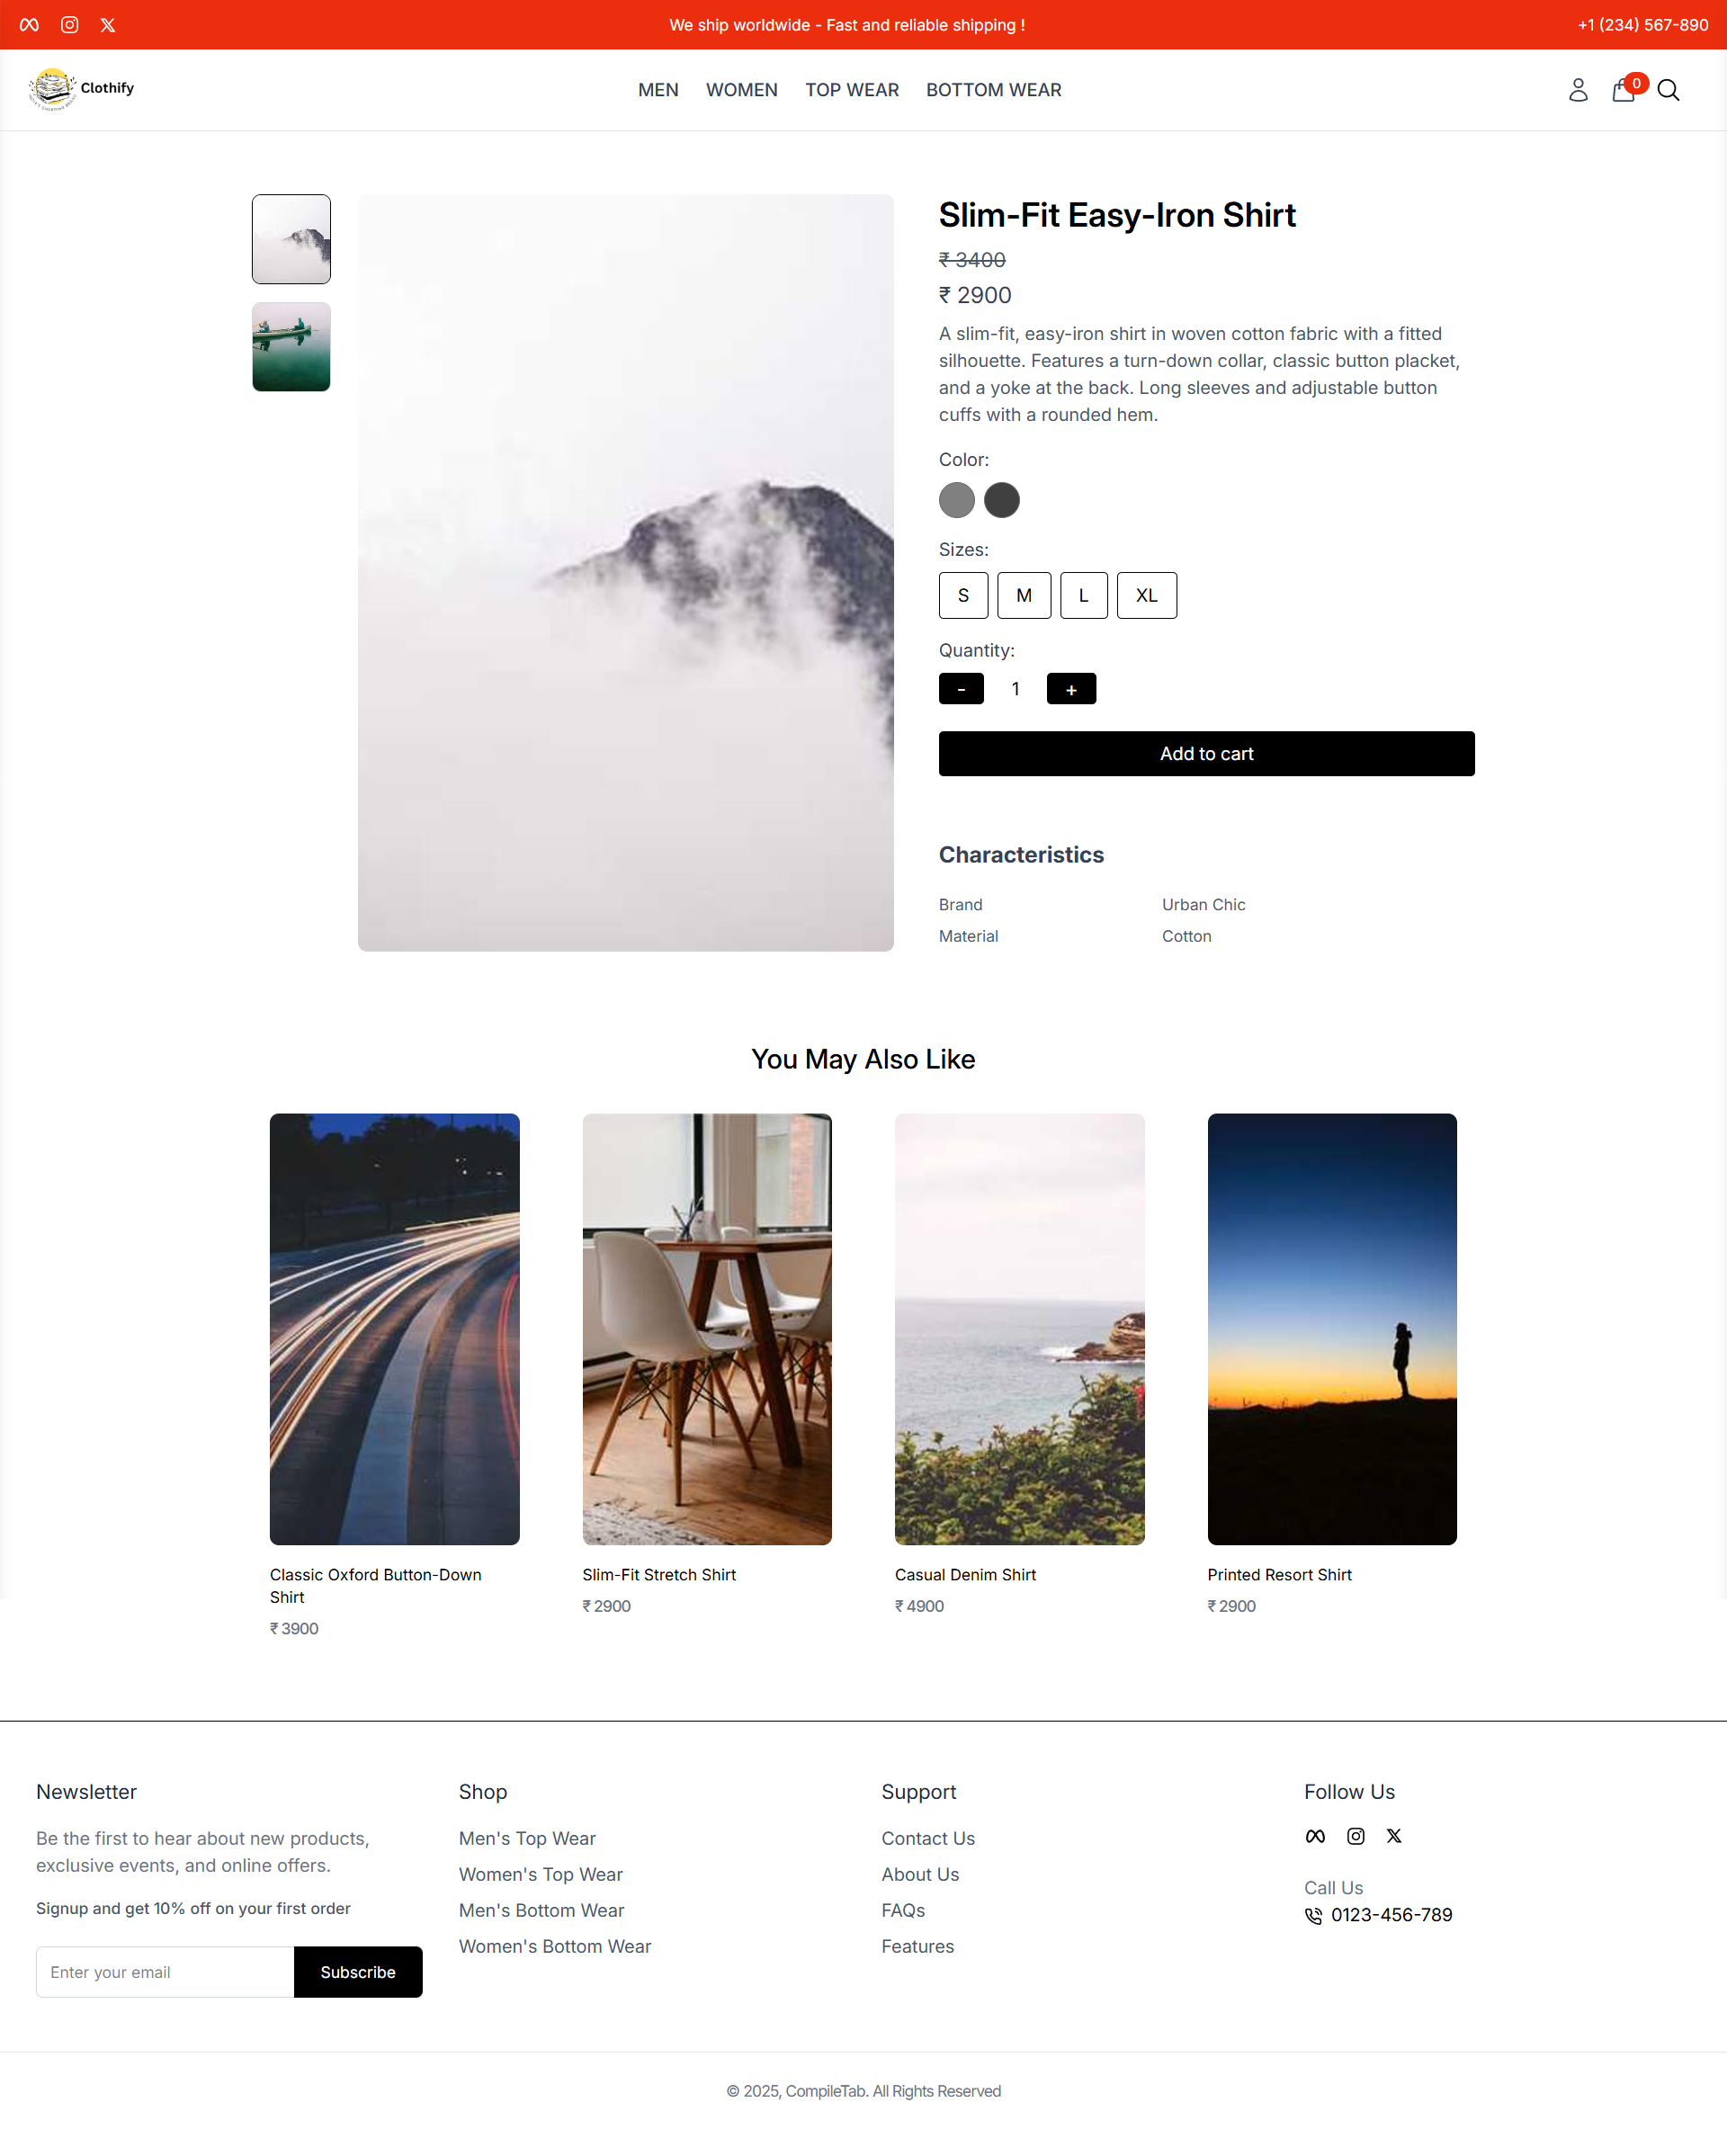 We ship worldwide - Fast and reliable shipping !
+1 (234) 567-890
Clothify
MEN
WOMEN
TOP WEAR
BOTTOM WEAR
0
Slim-Fit Easy-Iron Shirt
₹ 3400
₹ 2900
A slim-fit, easy-iron shirt in woven cotton fabric with a fitted
silhouette. Features a turn-down collar, classic button placket,
and a yoke at the back. Long sleeves and adjustable button
cuffs with a rounded hem.
Color:
Sizes:
S
M
L
XL
Quantity:
-
1
+
Add to cart
Characteristics
Brand
Urban Chic
Material
Cotton
You May Also Like
Classic Oxford Button-Down
Shirt
₹ 3900
Slim-Fit Stretch Shirt
₹ 2900
Casual Denim Shirt
₹ 4900
Printed Resort Shirt
₹ 2900
Newsletter
Be the first to hear about new products,
exclusive events, and online offers.
Signup and get 10% off on your first order
Enter your email
Subscribe
Shop
Men's Top Wear
Women's Top Wear
Men's Bottom Wear
Women's Bottom Wear
Support
Contact Us
About Us
FAQs
Features
Follow Us
Call Us
0123-456-789
© 2025, CompileTab. All Rights Reserved